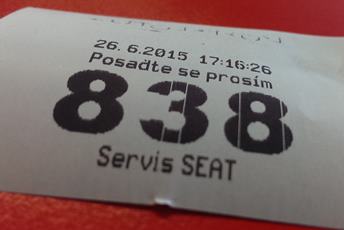 26.6.2015 17:16:26
Posaďte se prosím
838
Servis SEAT